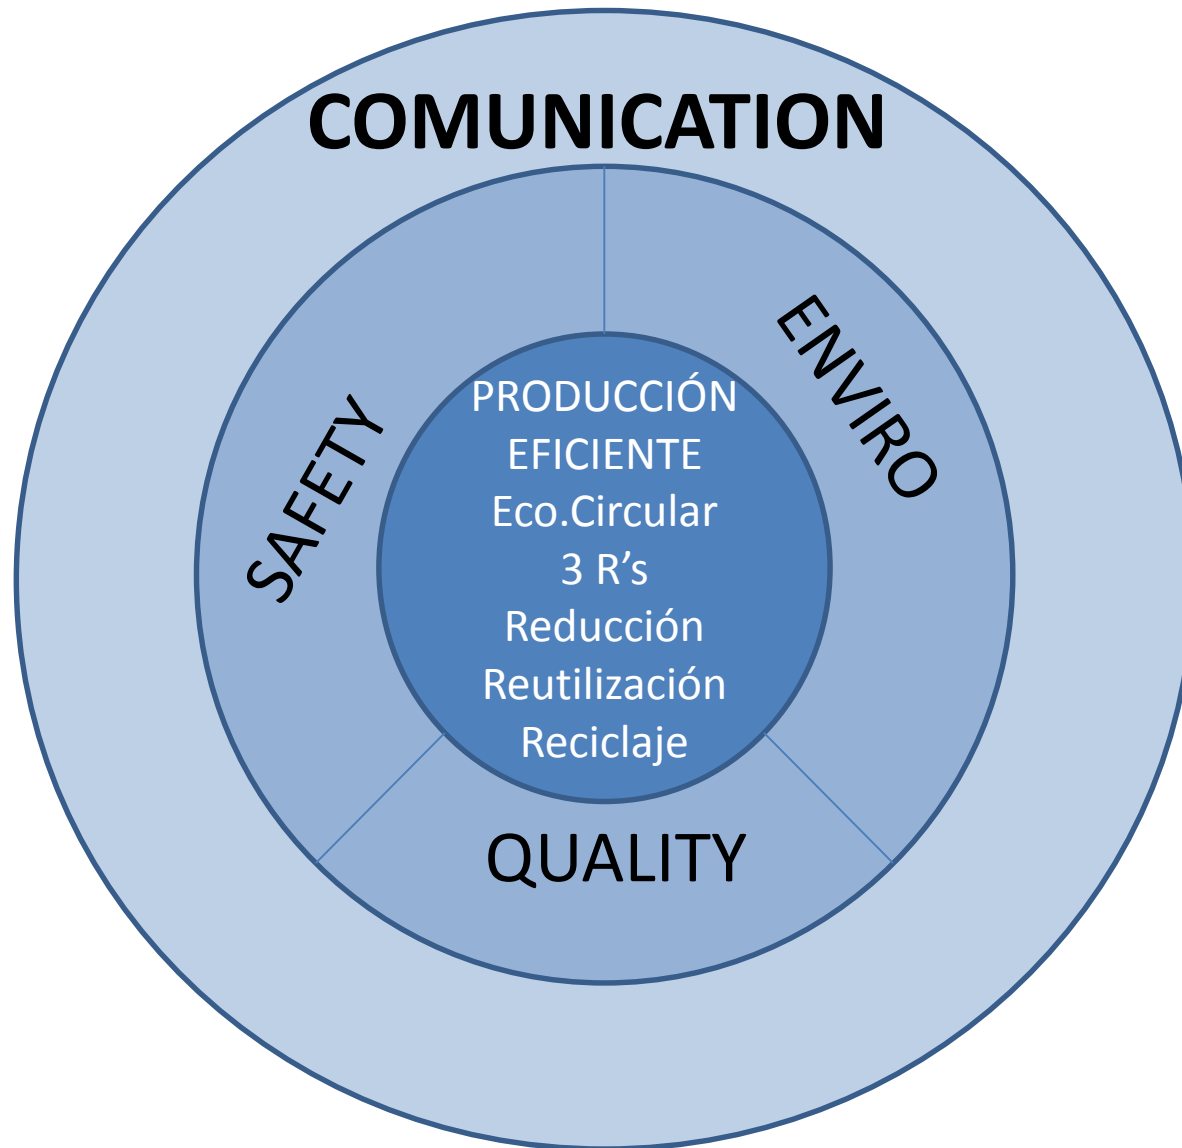 COMUNICATION
ENVIRO
SAFETY
PRODUCCIÓN
EFICIENTE
Eco.Circular
3 R’s
Reducción
Reutilización
Reciclaje
QUALITY